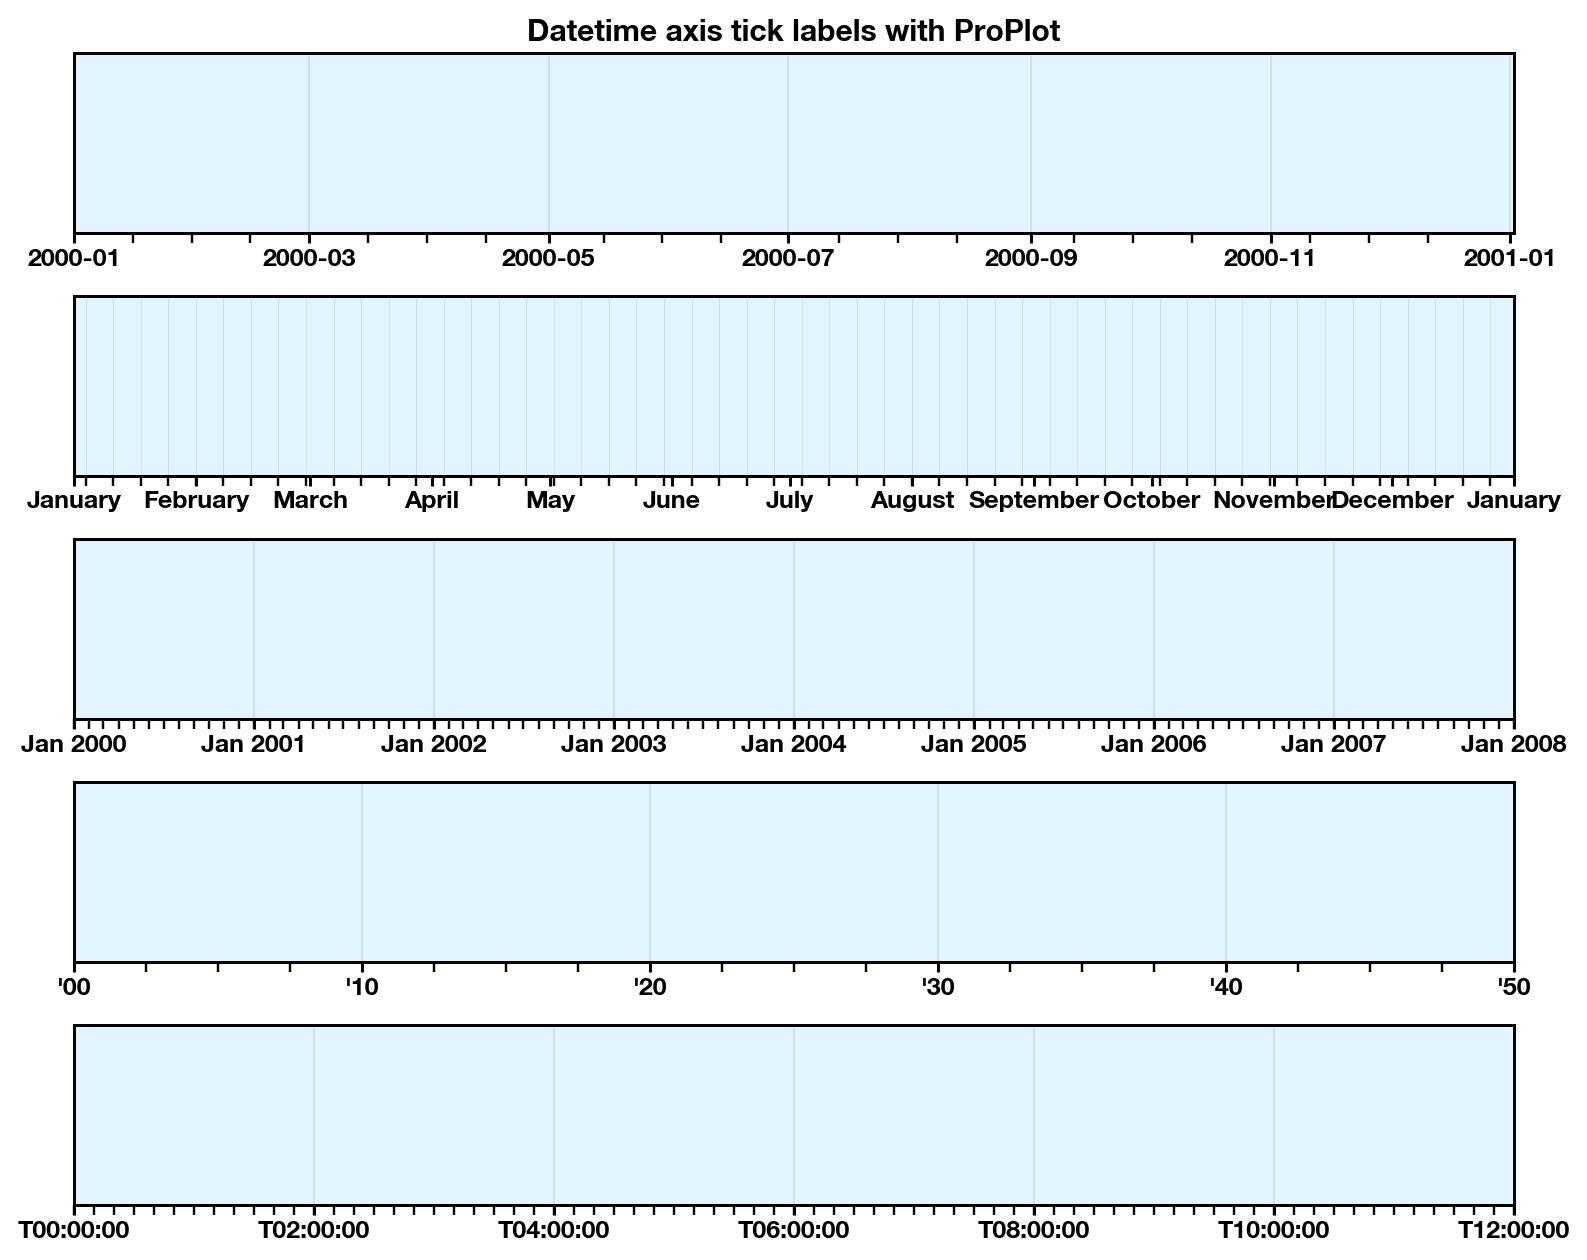 Datetime axis tick labels with ProPlot
2000-01 2000-03 2000-05 2000-07 2000-09 2000-11 2001-01
January February March April May June July August September October November December January
Jan 2000 Jan 2001 Jan 2002 Jan 2003 Jan 2004 Jan 2005 Jan 2006 Jan 2007 Jan 2008
'00 '10 '20 '30 '40 '50
T00:00:00 T02:00:00 T04:00:00 T06:00:00 T08:00:00 T10:00:00 T12:00:00